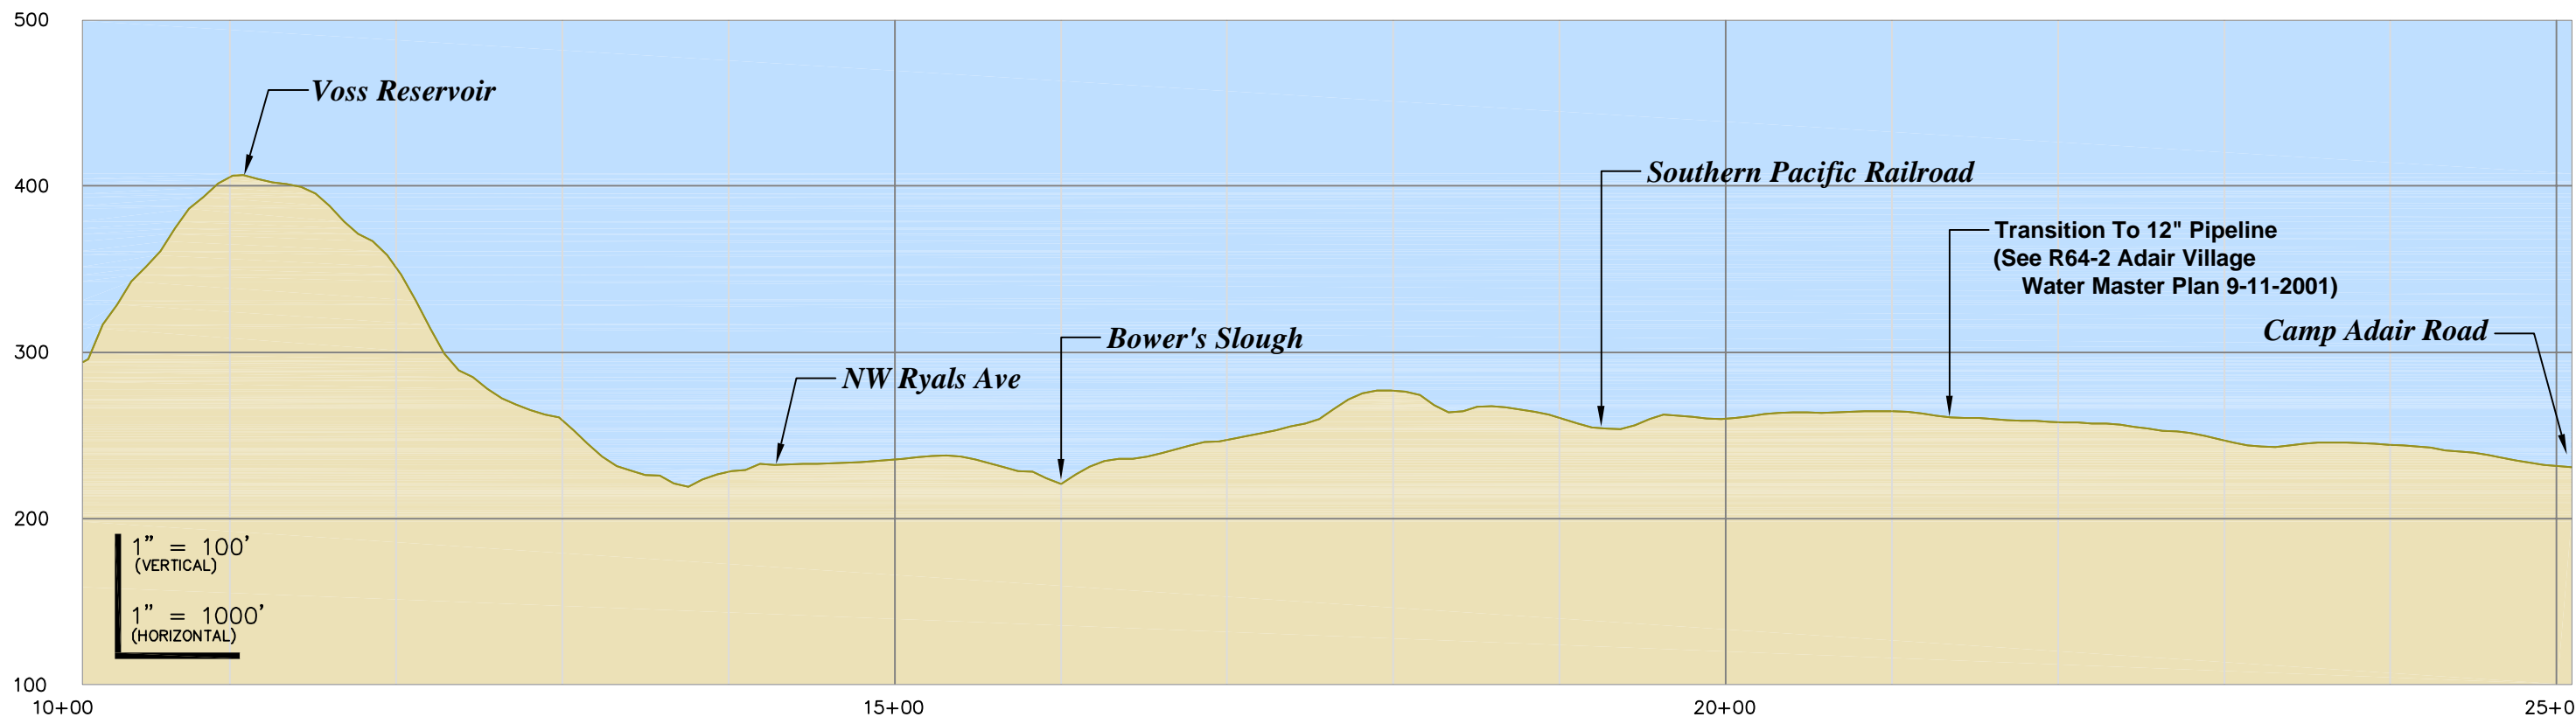 500
Voss Reservoir
400
Southern Pacific Railroad
Transition To 12" Pipeline
(See R64-2 Adair Village
Water Master Plan 9-11-2001)
Camp Adair Road
Bower's Slough
300
NW Ryals Ave
200
1" = 100'
(VERTICAL)
1" = 1000'
(HORIZONTAL)
100
10+00 15+00 20+00 25+0